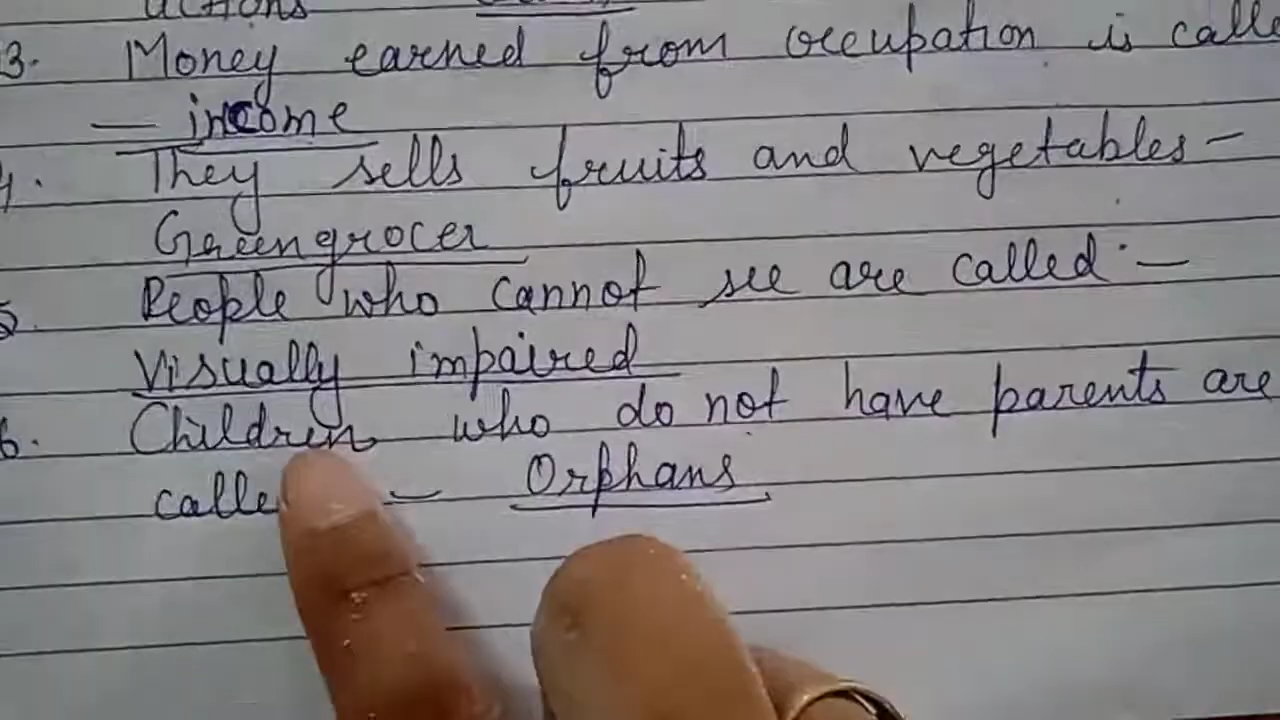 3. Money earned from occupation is calle
— income
4. They sells fruits and vegetables –
Greengrocer
5. People who cannot see are called :–
Visually impaired
6. Children who do not have parents are
calle – Orphans